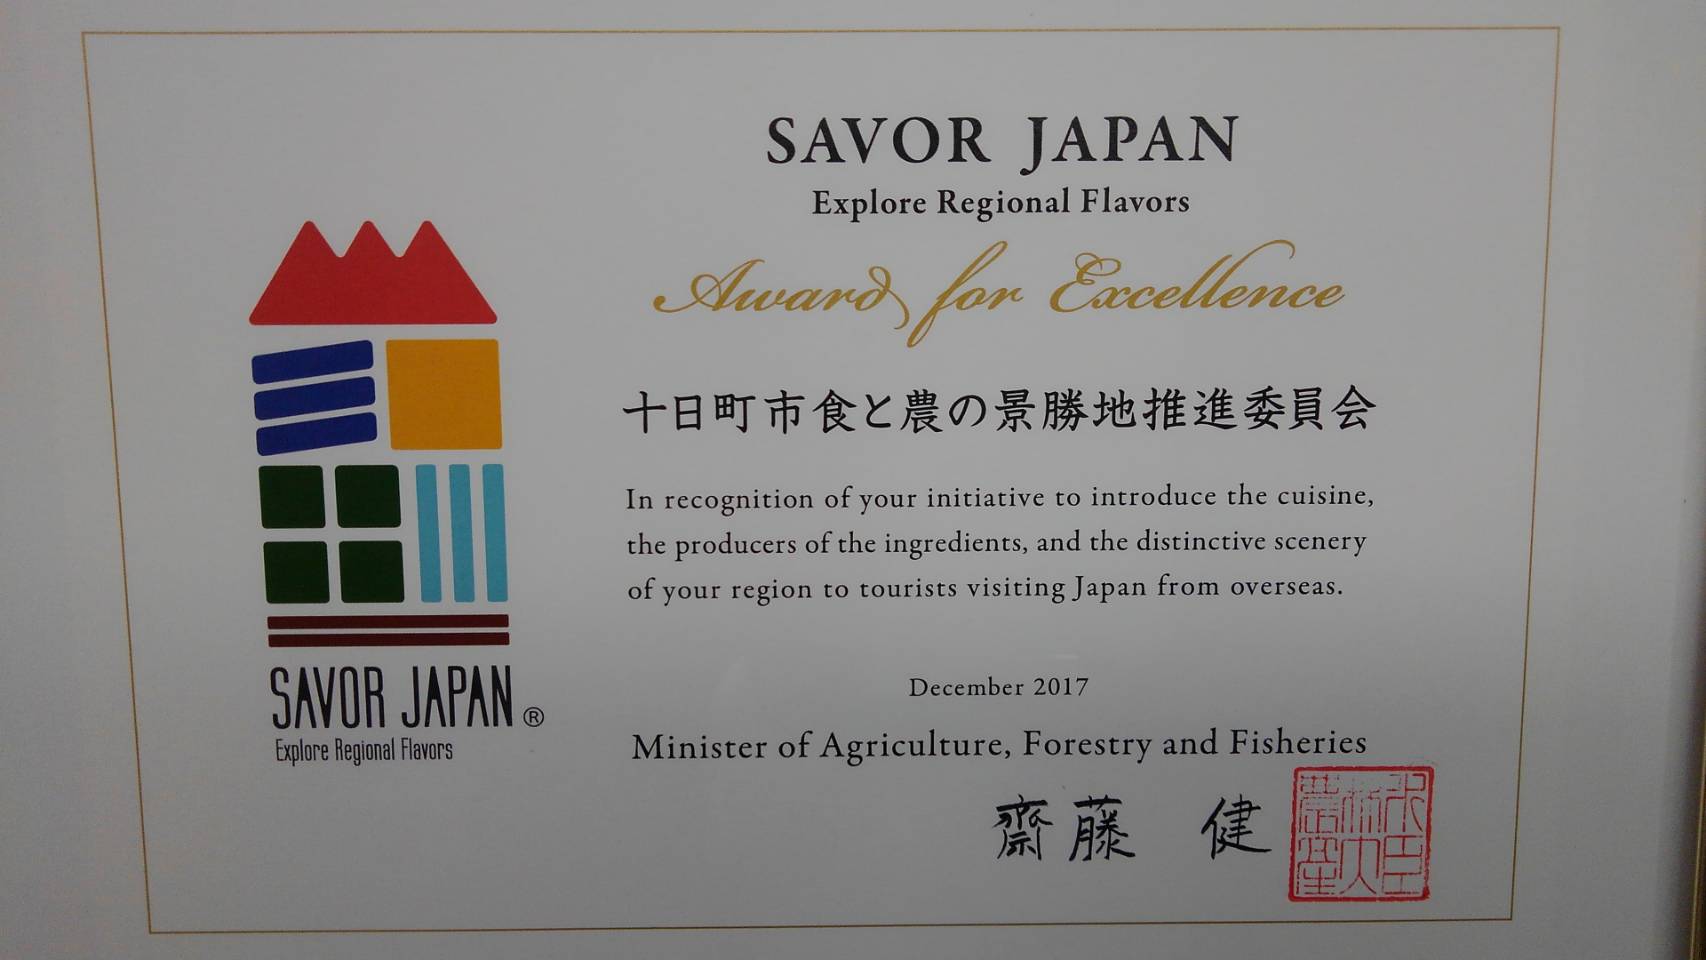 SAVOR JAPAN
Explore Regional Flavors
Award for Excellence
十日町市食と農の景勝地推進委員会
In recognition of your initiative to introduce the cuisine,
the producers of the ingredients, and the distinctive scenery
of your region to tourists visiting Japan from overseas.
December 2017
Minister of Agriculture, Forestry and Fisheries
齋藤 健
SAVOR JAPAN®
Explore Regional Flavors